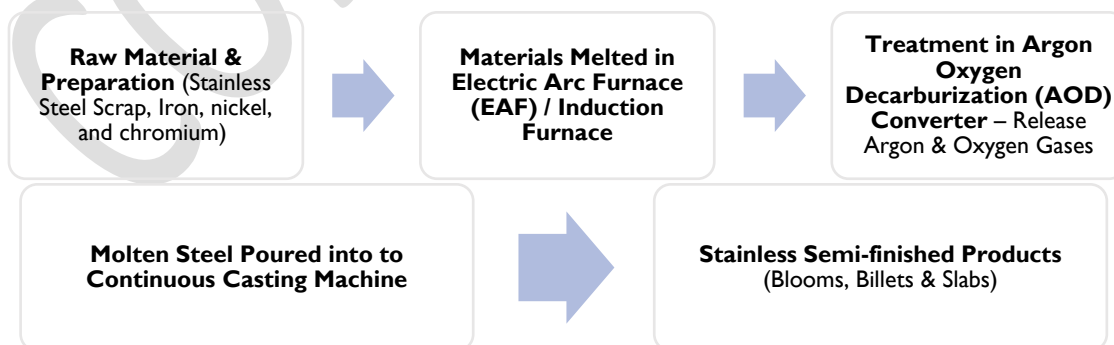 Raw Material &
Preparation (Stainless
Steel Scrap, Iron, nickel,
and chromium)
Materials Melted in
Electric Arc Furnace
(EAF) / Induction
Furnace
Treatment in Argon
Oxygen
Decarburization (AOD)
Converter – Release
Argon & Oxygen Gases
Molten Steel Poured into to
Continuous Casting Machine
Stainless Semi-finished Products
(Blooms, Billets & Slabs)